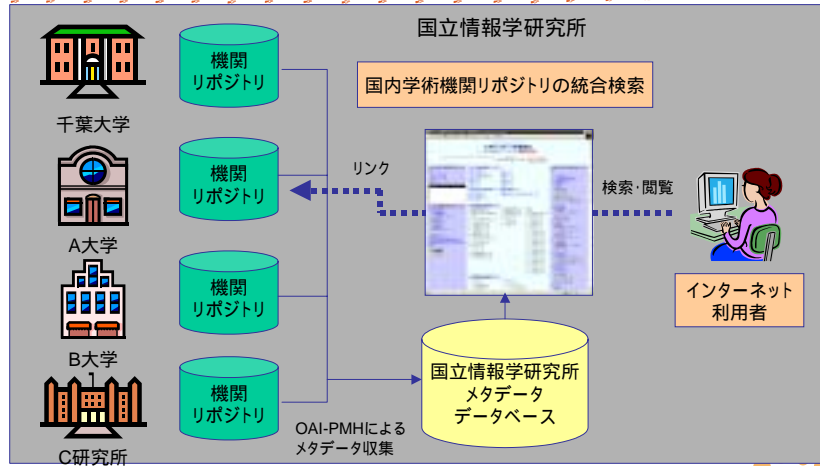 国立情報学研究所
機関
リポジトリ
千葉大学
国内学術機関リポジトリの統合検索
機関
リポジトリ
A大学
リンク
検索・閲覧
インターネット
利用者
機関
リポジトリ
B大学
機関
リポジトリ
C研究所
OAI-PMHによる
メタデータ収集
国立情報学研究所
メタデータ
データベース